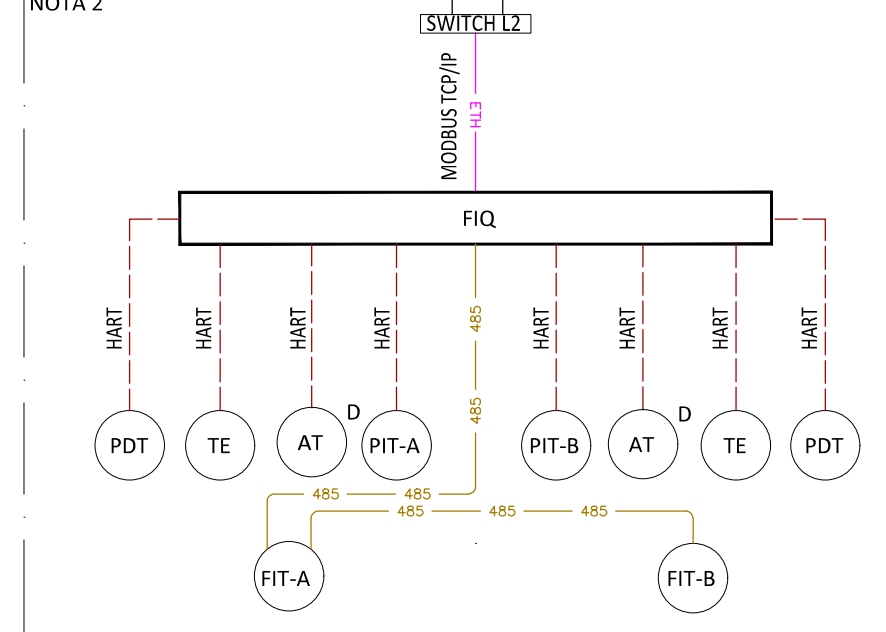 NOTA 2
SWITCH L2
MODBUS TCP/IP
ETH
FIQ
HART
HART
HART
HART
485
HART
HART
HART
HART
485
PDT
TE
AT
D
PIT-A
PIT-B
AT
D
TE
PDT
485
485
485
485
485
FIT-A
FIT-B